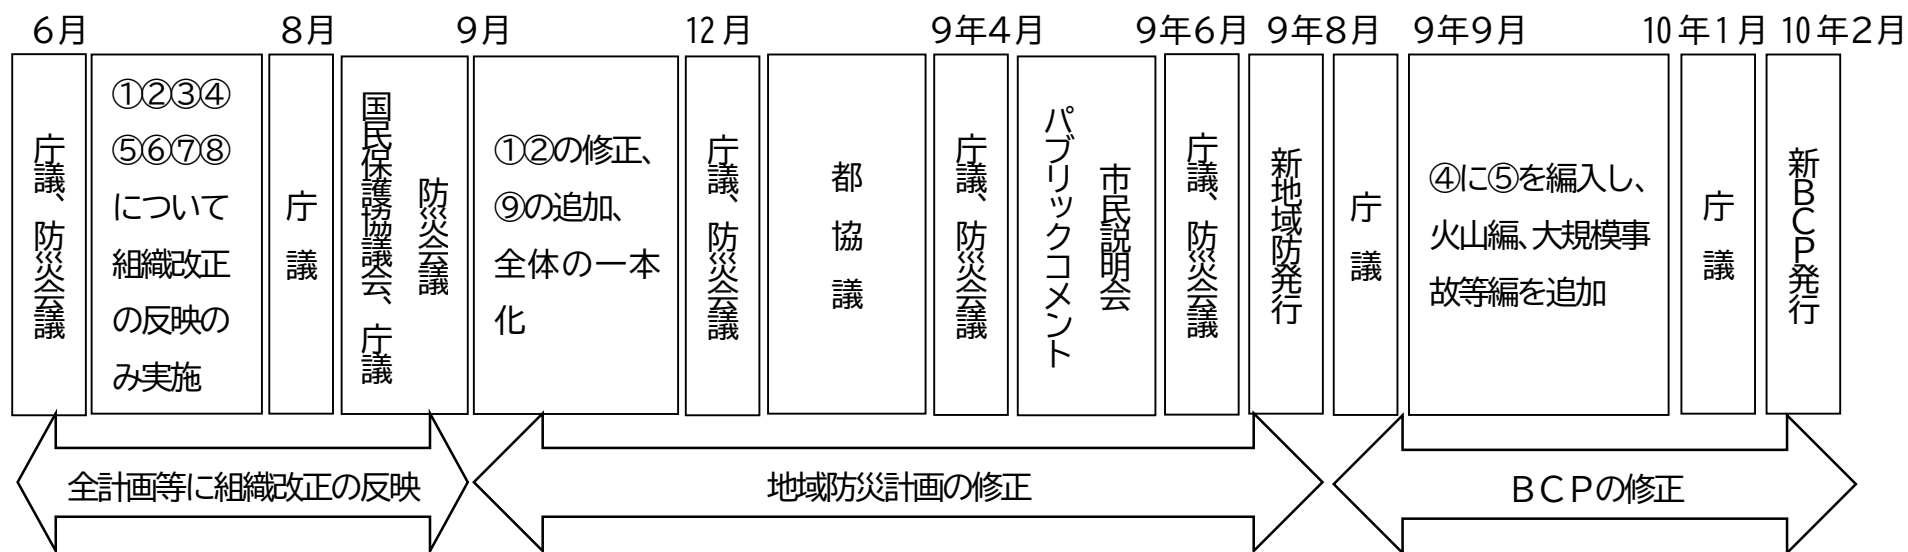 6月
8月
9月
12月
9年4月
9年6月
9年8月
9年9月
10年1月
10年2月
庁議、防災会議
①②③④
⑤⑥⑦⑧
について
組織改正
の反映の
み実施
庁議
防災会議
国民保護協議会、庁議
①②の修正、
⑨の追加、
全体の一本
化
庁議、防災会議
都協議
庁議、防災会議
市民説明会
パブリックコメント
庁議、防災会議
新地域防発行
庁議
④に⑤を編入し、
火山編、大規模事
故等編を追加
庁議
新BCP発行
全計画等に組織改正の反映
地域防災計画の修正
BCPの修正